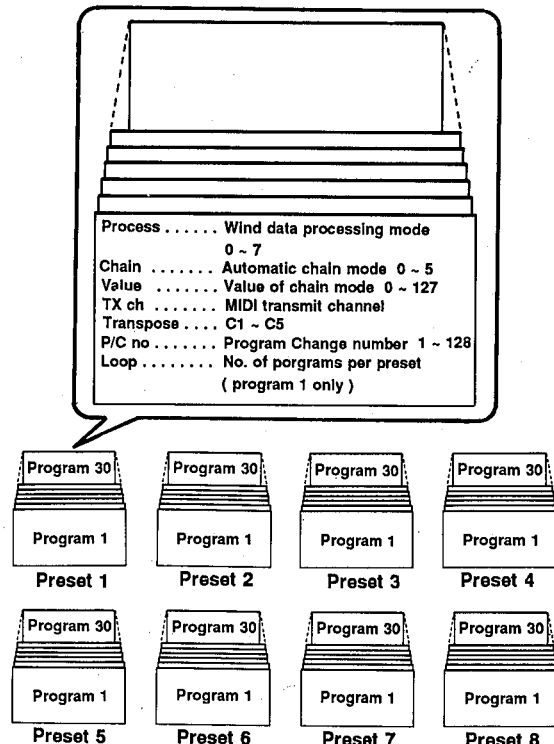 Process ...... Wind data processing mode
0 ~ 7
Chain ....... Automatic chain mode 0 ~ 5
Value ....... Value of chain mode 0 ~ 127
TX ch ....... MIDI transmit channel
Transpose .... C1 ~ C5
P/C no ...... Program Change number 1 ~ 128
Loop ........ No. of porgrams per preset
( program 1 only )
Program 30 Program 30 Program 30 Program 30
Program 1 Program 1 Program 1 Program 1
Preset 1 Preset 2 Preset 3 Preset 4
Program 30 Program 30 Program 30 Program 30
Program 1 Program 1 Program 1 Program 1
Preset 5 Preset 6 Preset 7 Preset 8